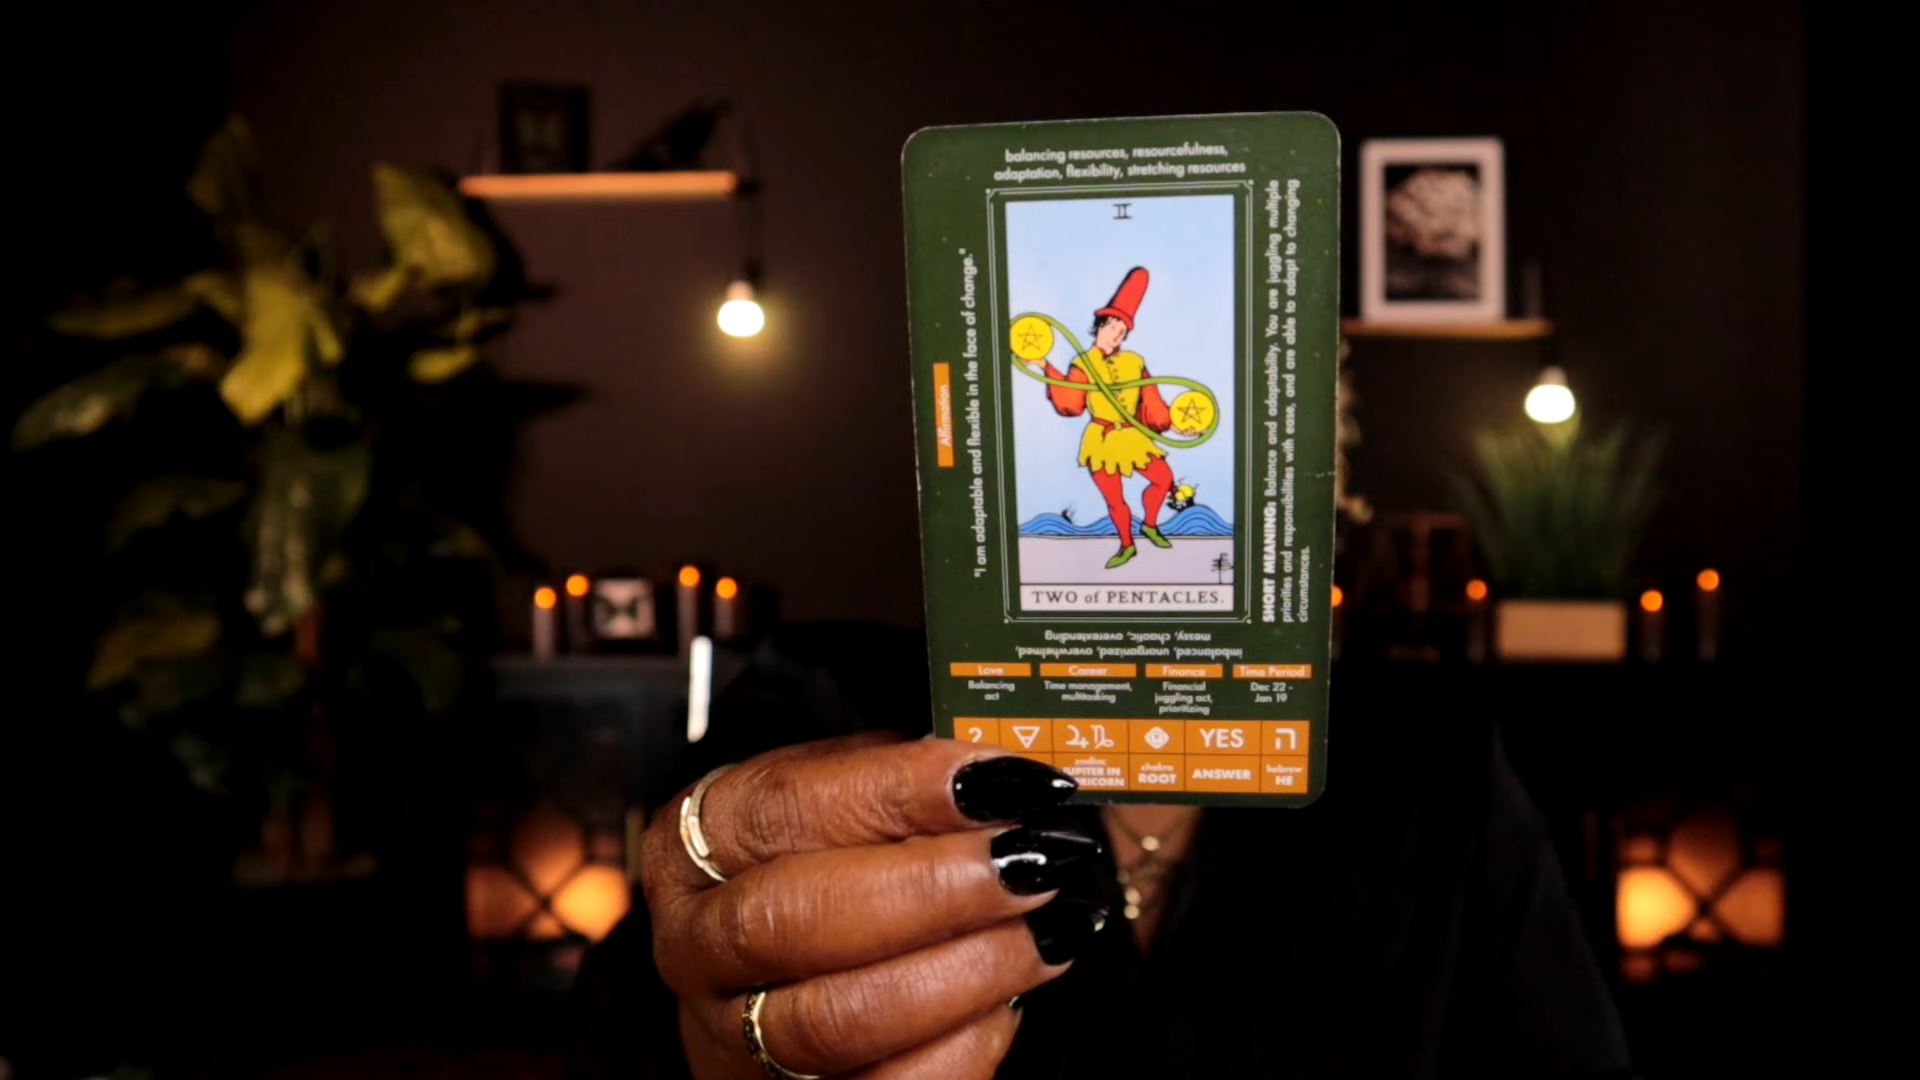 balancing resources, resourcefulness,
adaptation, flexibility, stretching resources
Affirmation
"I am adaptable and flexible in the face of change."
II
TWO of PENTACLES.
SHORT MEANING: Balance and adaptability. You are juggling multiple
priorities and responsibilities with ease, and are able to adapt to changing
circumstances.
imbalanced, unorganized, overwhelmed,
messy, chaotic, overextending
Love
Balancing
act
Career
Time management,
multitasking
Finance
Financial
juggling act,
prioritizing
Time Period
Dec 22 -
Jan 19
2
YES
ה
zodiac
JUPITER IN
chakra
ROOT
ANSWER
hebrew
HE